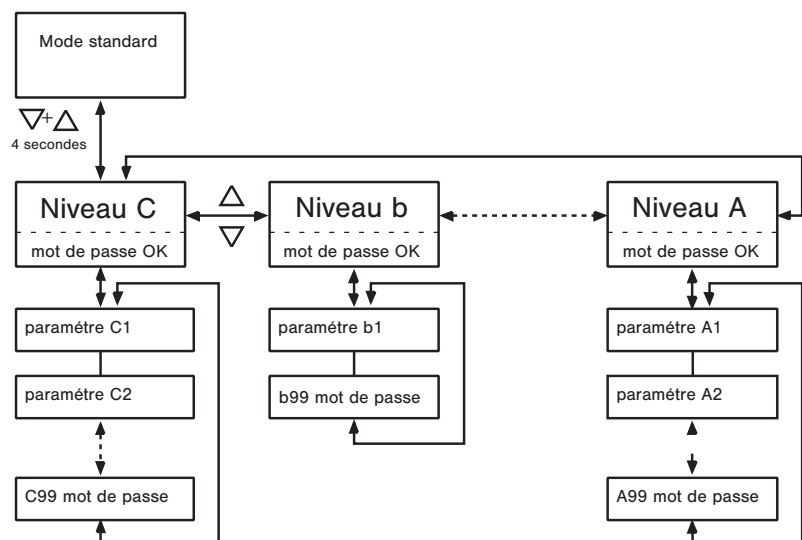 Mode standard
+
4 secondes
Niveau C
mot de passe OK
Niveau b
mot de passe OK
Niveau A
mot de passe OK
paramétre C1
paramétre b1
paramétre A1
paramétre C2
b99 mot de passe
paramétre A2
C99 mot de passe
A99 mot de passe